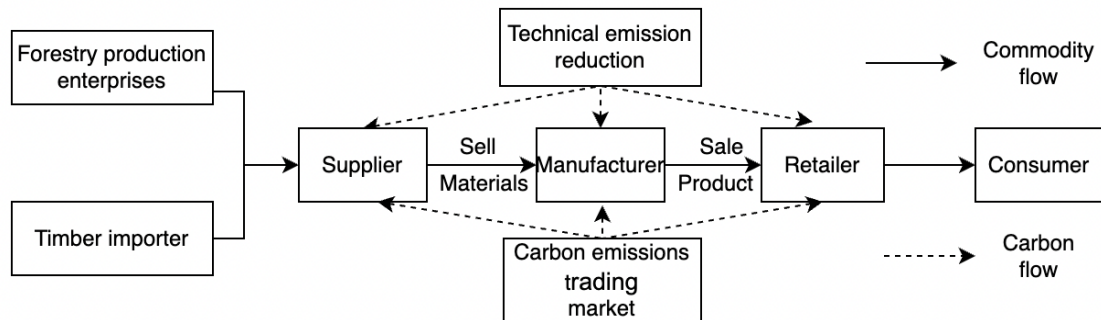 Forestry production
enterprises
Technical emission
reduction
Commodity
flow
Supplier
Sell
Materials
Manufacturer
Sale
Product
Retailer
Consumer
Timber importer
Carbon emissions
trading
market
Carbon
flow